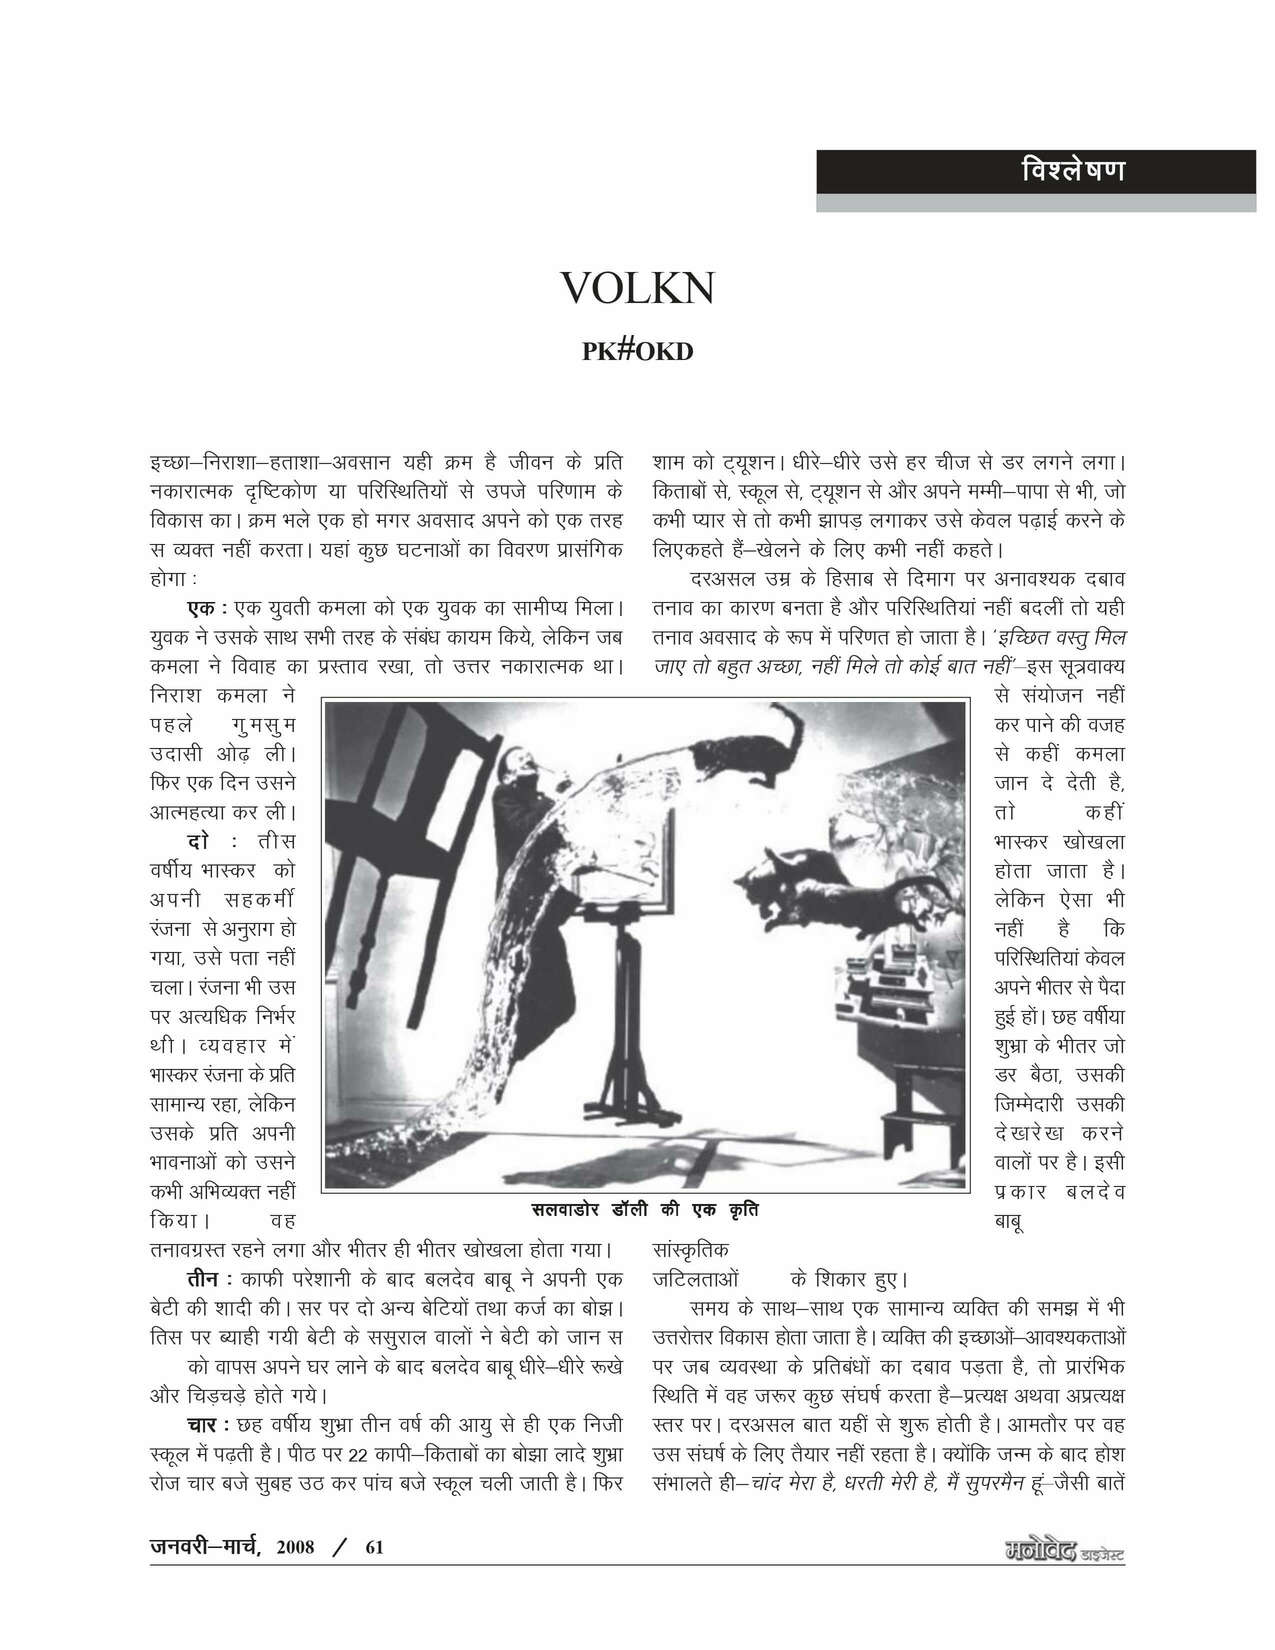 विश्लेषण
VOLKN
PK#OKD
इच्छा–निराशा–हताशा–अवसान यही क्रम है जीवन के प्रति
नकारात्मक दृष्टिकोण या परिस्थितियों से उपजे परिणाम के
विकास का। क्रम भले एक हो मगर अवसाद अपने को एक तरह
स व्यक्त नहीं करता। यहां कुछ घटनाओं का विवरण प्रासंगिक
होगा :
एक : एक युवती कमला को एक युवक का सामीप्य मिला।
युवक ने उसके साथ सभी तरह के संबंध कायम किये, लेकिन जब
कमला ने विवाह का प्रस्ताव रखा, तो उत्तर नकारात्मक था।
निराश कमला ने
पहले गुमसुम
उदासी ओढ़ ली।
फिर एक दिन उसने
आत्महत्या कर ली।
दो : तीस
वर्षीय भास्कर को
अपनी सहकर्मी
रंजना से अनुराग हो
गया, उसे पता नहीं
चला। रंजना भी उस
पर अत्यधिक निर्भर
थी। व्यवहार में
भास्कर रंजना के प्रति
सामान्य रहा, लेकिन
उसके प्रति अपनी
भावनाओं को उसने
कभी अभिव्यक्त नहीं
किया। वह
तनावग्रस्त रहने लगा और भीतर ही भीतर खोखला होता गया।
तीन : काफी परेशानी के बाद बलदेव बाबू ने अपनी एक
बेटी की शादी की। सर पर दो अन्य बेटियों तथा कर्ज का बोझ।
तिस पर ब्याही गयी बेटी के ससुराल वालों ने बेटी को जान स
को वापस अपने घर लाने के बाद बलदेव बाबू धीरे–धीरे रूखे
और चिड़चड़े होते गये।
चार : छह वर्षीय शुभ्रा तीन वर्ष की आयु से ही एक निजी
स्कूल में पढ़ती है। पीठ पर 22 कापी–किताबों का बोझा लादे शुभ्रा
रोज चार बजे सुबह उठ कर पांच बजे स्कूल चली जाती है। फिर
शाम को ट्यूशन। धीरे–धीरे उसे हर चीज से डर लगने लगा।
किताबों से, स्कूल से, ट्यूशन से और अपने मम्मी–पापा से भी, जो
कभी प्यार से तो कभी झापड़ लगाकर उसे केवल पढ़ाई करने के
लिएकहते हैं–खेलने के लिए कभी नहीं कहते।
दरअसल उम्र के हिसाब से दिमाग पर अनावश्यक दबाव
तनाव का कारण बनता है और परिस्थितियां नहीं बदलीं तो यही
तनाव अवसाद के रूप में परिणत हो जाता है। 'इच्छित वस्तु मिल
जाए तो बहुत अच्छा, नहीं मिले तो कोई बात नहीं'–इस सूत्रवाक्य
से संयोजन नहीं
कर पाने की वजह
से कहीं कमला
जान दे देती है,
तो कहीं
भास्कर खोखला
होता जाता है।
लेकिन ऐसा भी
नहीं है कि
परिस्थितियां केवल
अपने भीतर से पैदा
हुई हों। छह वर्षीया
शुभ्रा के भीतर जो
डर बैठा, उसकी
जिम्मेदारी उसकी
देखरेख करने
वालों पर है। इसी
प्रकार बलदेव
बाबू
सांस्कृतिक
जटिलताओं के शिकार हुए।
समय के साथ–साथ एक सामान्य व्यक्ति की समझ में भी
उत्तरोत्तर विकास होता जाता है। व्यक्ति की इच्छाओं–आवश्यकताओं
पर जब व्यवस्था के प्रतिबंधों का दबाव पड़ता है, तो प्रारंभिक
स्थिति में वह जरूर कुछ संघर्ष करता है–प्रत्यक्ष अथवा अप्रत्यक्ष
स्तर पर। दरअसल बात यहीं से शुरू होती है। आमतौर पर वह
उस संघर्ष के लिए तैयार नहीं रहता है। क्योंकि जन्म के बाद होश
संभालते ही–चांद मेरा है, धरती मेरी है, मैं सुपरमैन हूं–जैसी बातें
सलवाडोर डॉली की एक कृति
जनवरी–मार्च, 2008 / 61
मनोवेद डाइजेस्ट